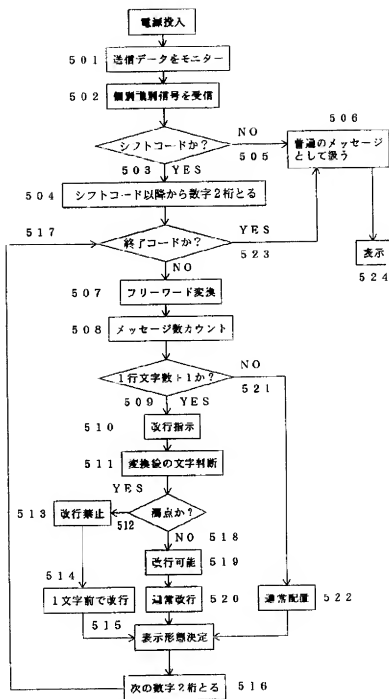 電源投入
501 送信データをモニター
502 個別識別信号を受信
シフトコードか?
NO
505
506
普通のメッセージ
として扱う
503 YES
504 シフトコード以降から数字2桁とる
517
終了コードか?
YES
523
表示
524
NO
507 フリーワード変換
508 メッセージ数カウント
1行文字数+1か?
NO
521
509 YES
510 改行指示
511 変換後の文字判断
YES
513 改行禁止
512
濁点か?
NO 518
改行可能 519
514
1文字前で改行
通常改行 520
通常配置 522
515
表示形態決定
次の数字2桁とる 516